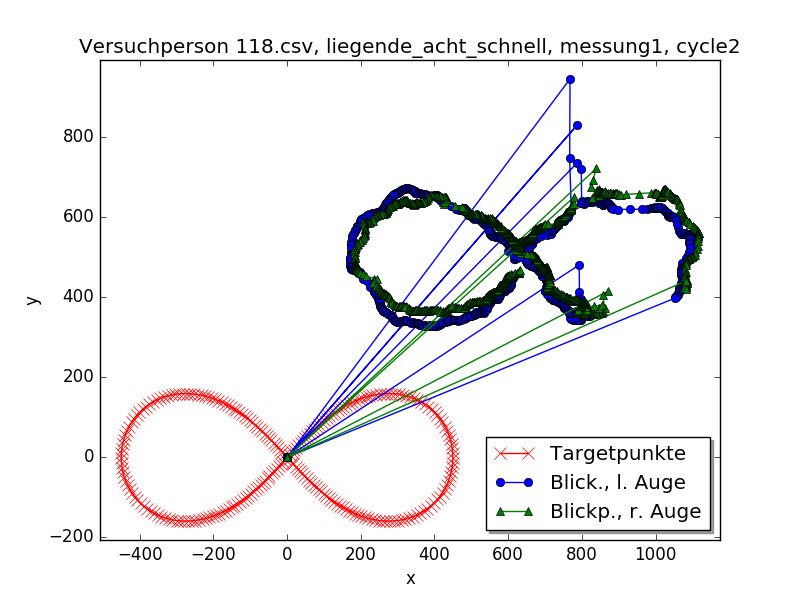 Versuchperson 118.csv, liegende_acht_schnell, messung1, cycle2
y
800
600
400
200
0
−200
−400
−200
0
200
400
600
800
1000
x
Targetpunkte
Blick., l. Auge
Blickp., r. Auge